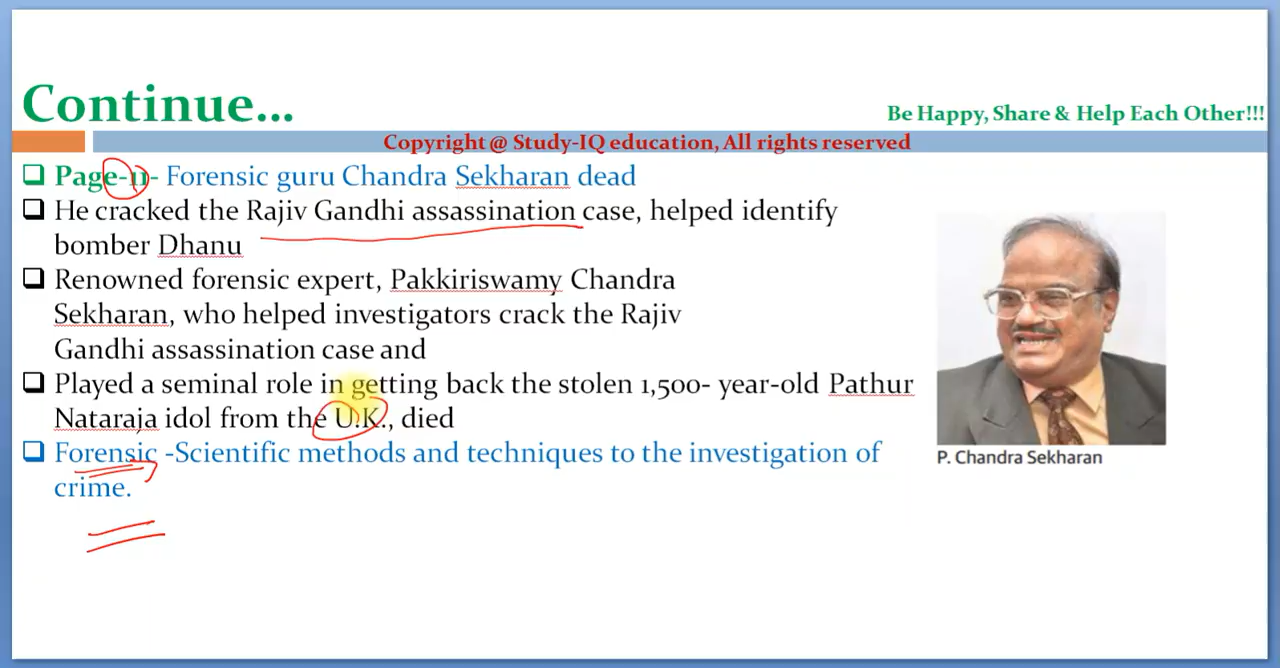 Continue...
Be Happy, Share & Help Each Other!!!
Copyright @ Study-IQ education, All rights reserved
Page-11- Forensic guru Chandra Sekharan dead
He cracked the Rajiv Gandhi assassination case, helped identify
bomber Dhanu
Renowned forensic expert, Pakkiriswamy Chandra
Sekharan, who helped investigators crack the Rajiv
Gandhi assassination case and
Played a seminal role in getting back the stolen 1,500- year-old Pathur
Nataraja idol from the U.K., died
Forensic -Scientific methods and techniques to the investigation of
crime.
P. Chandra Sekharan